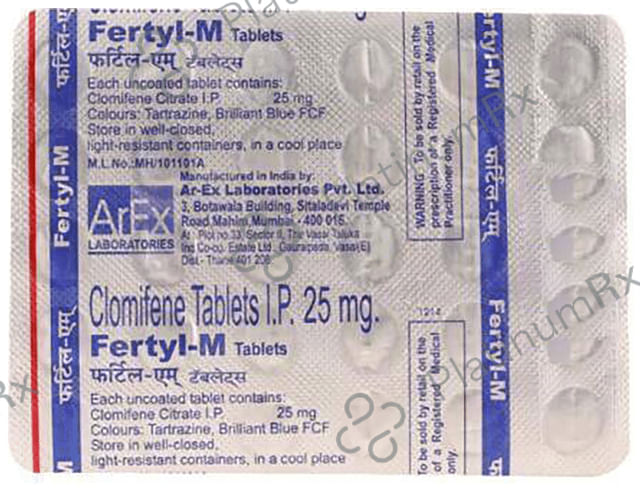 Fertyl-M Tablets
फर्टिल-एम् टॅबलेट्स
Each uncoated tablet contains:
Clomifene Citrate I.P. 25 mg
Colours: Tartrazine, Brilliant Blue FCF
Store in well-closed,
light-resistant containers, in a cool place
M.L.No.:MH/101101A
Manufactured in India by:
Ar-Ex Laboratories Pvt. Ltd.
3, Botawala Building, Sitaladevi Temple
Road, Mahim, Mumbai - 400 016.
At : Plot no.33, Sector II, The Vasai Taluka
Ind. Co-op. Estate Ltd., Gauraipada, Vasai(E)
Dist.- Thane 401 208.
ArEx
LABORATORIES
Clomifene Tablets I.P. 25 mg.
Fertyl-M Tablets
फर्टिल-एम् टॅबलेट्स
Each uncoated tablet contains:
Clomifene Citrate I.P. 25 mg
Colours: Tartrazine, Brilliant Blue FCF
Store in well-closed,
light-resistant containers, in a cool place
फर्टिल-एम्
Fertyl-M
फर्टिल-एम्
WARNING : To be sold by retail on the
prescription of a Registered Medical
Practitioner only.
1214
To be sold by retail on the
of a Registered Medical
only.
Fertyl-M
फर्टिल-एम्
Fertyl-M
PlatinumRx
PlatinumRx